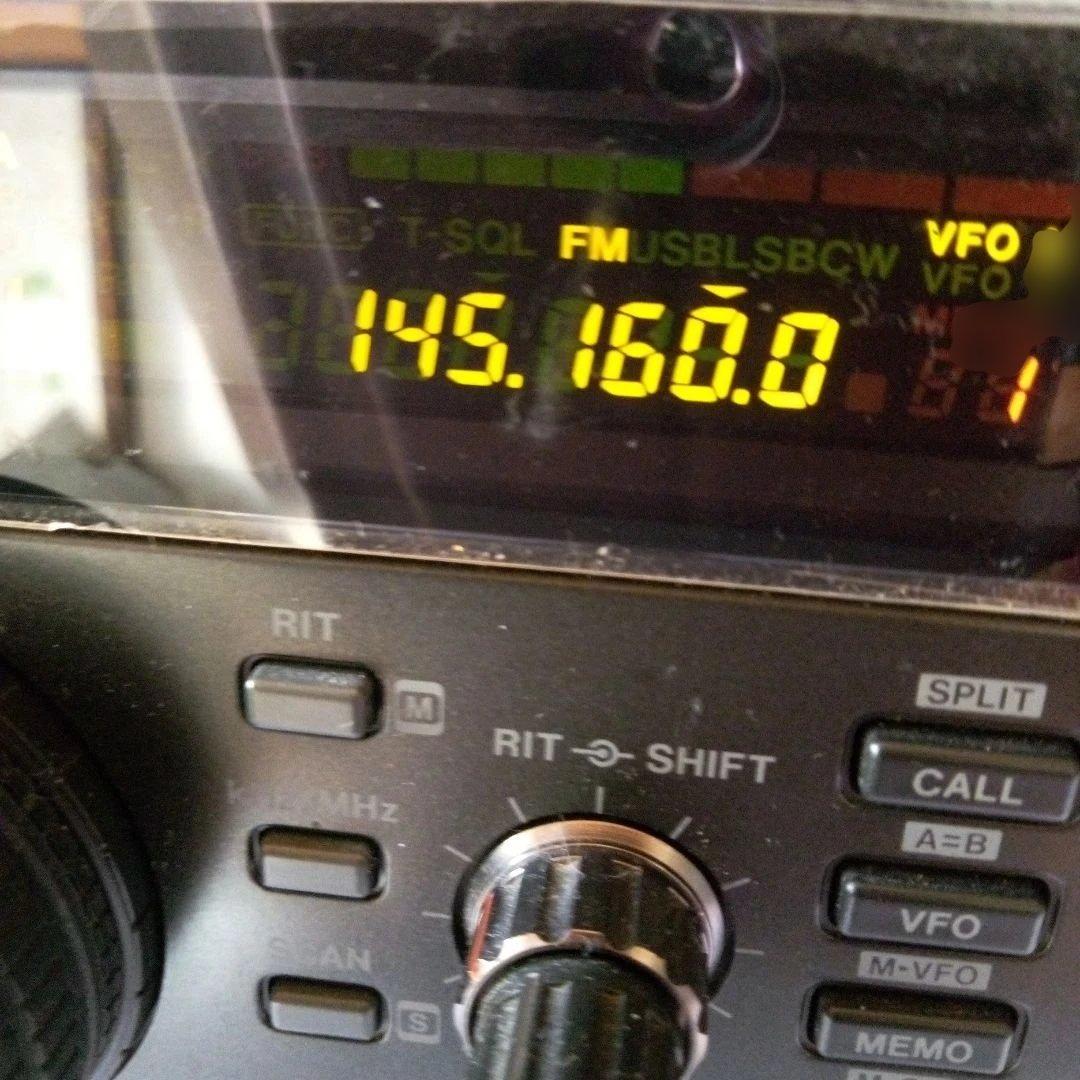 T-SQL FM USB LSB CW VFO
VFO
145.160.0
M
1
RIT
M
RIT SHIFT
SPLIT
CALL
MHz
A=B
VFO
SCAN
S
M-VFO
MEMO